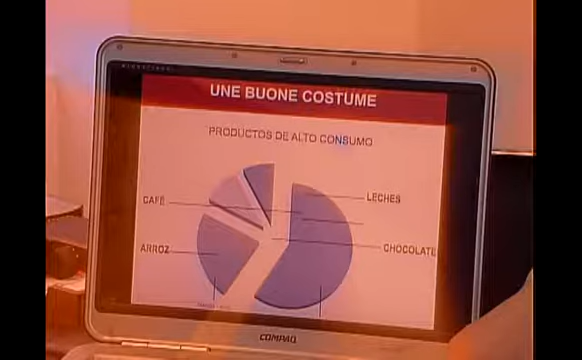 UNE BUONE COSTUME
PRODUCTOS DE ALTO CONSUMO
CAFÉ
LECHES
ARROZ
CHOCOLATE
COMPAQ